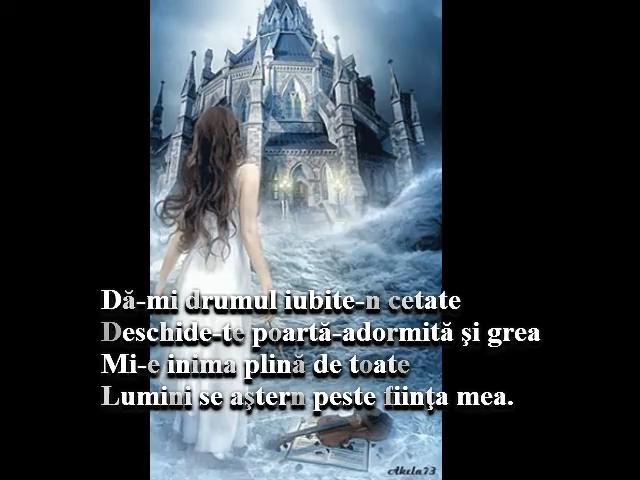 Dă-mi drumul iubite-n cetate
Deschide-te poartă-adormită şi grea
Mi-e inima plină de toate
Lumini se aştern peste fiinţa mea.
Akela73